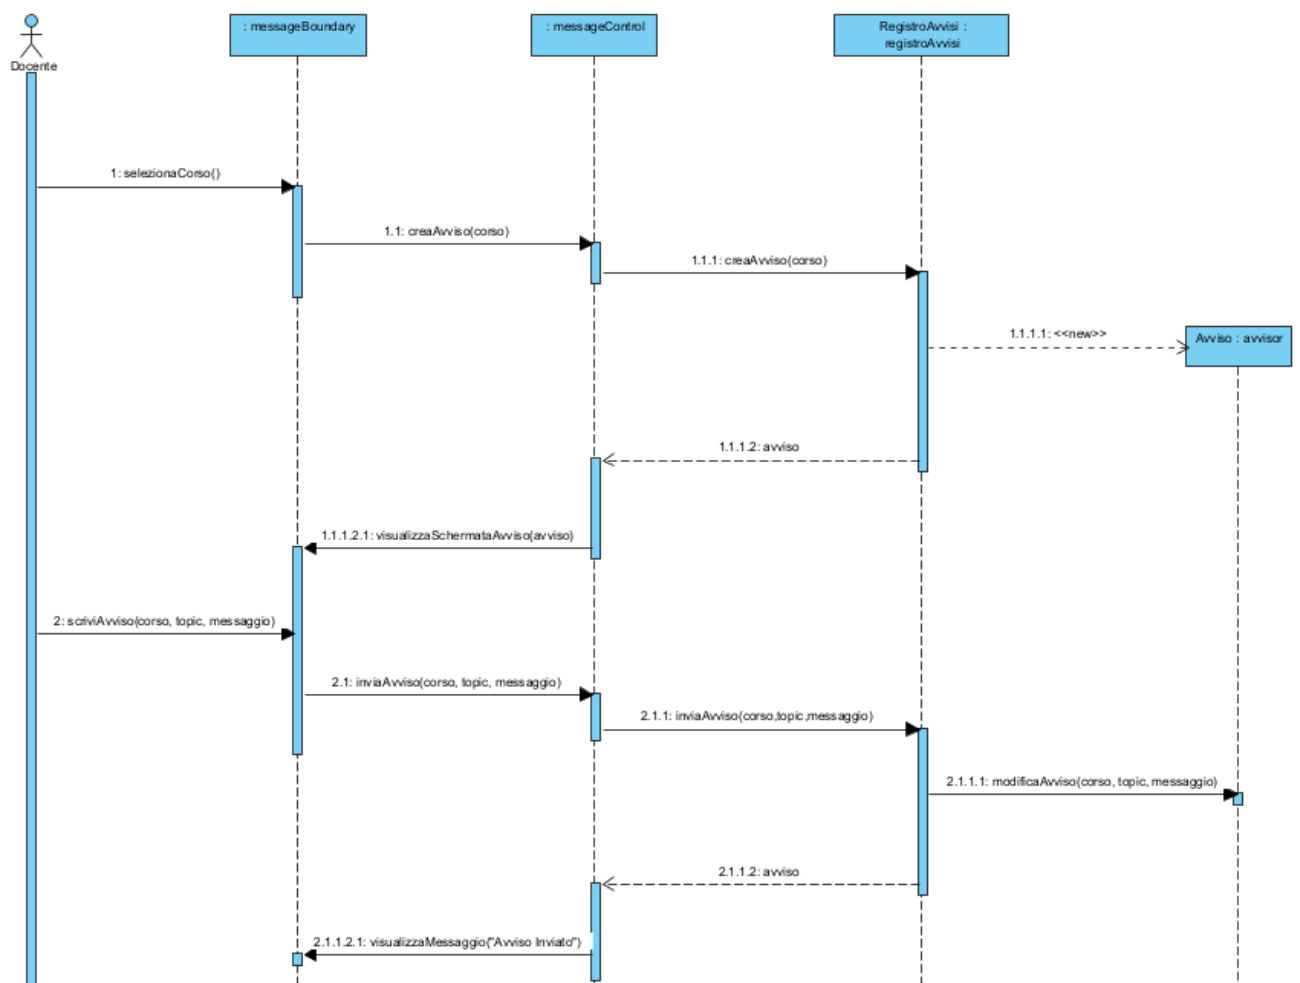 Docente
: messageBoundary
: messageControl
RegistroAvvisi :
registroAvvisi
1: selezionaCorso()
1.1: creaAvviso(corso)
1.1.1: creaAvviso(corso)
1.1.1.1: <<new>>
Avviso : avvisor
1.1.1.2: avviso
1.1.1.2.1: visualizzaSchermataAvviso(avviso)
2: scriviAvviso(corso, topic, messaggio)
2.1: inviaAvviso(corso, topic, messaggio)
2.1.1: inviaAvviso(corso,topic,messaggio)
2.1.1.1: modificaAvviso(corso, topic, messaggio)
2.1.1.2: avviso
2.1.1.2.1: visualizzaMessaggio("Avviso Inviato")